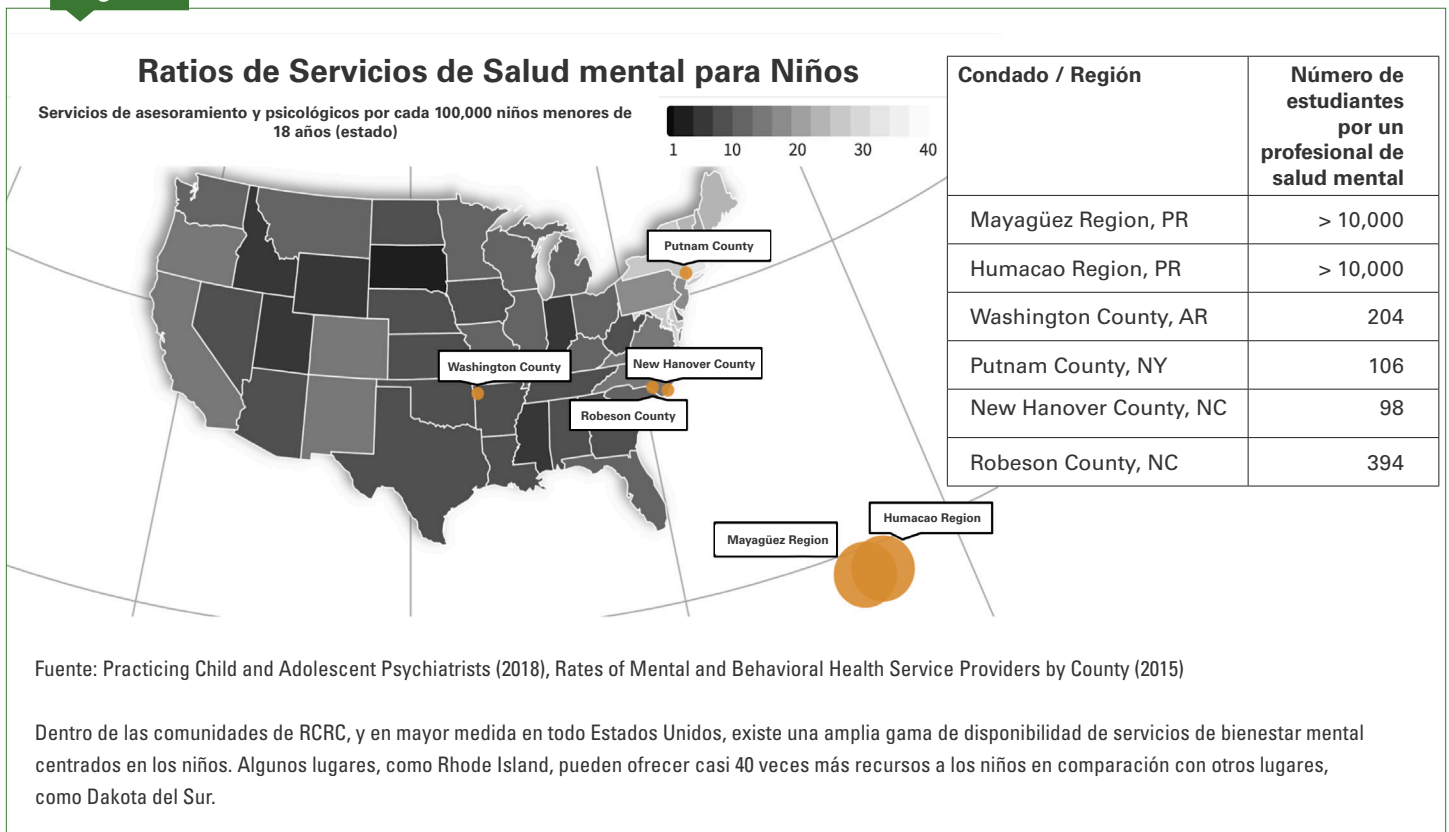 Ratios de Servicios de Salud mental para Niños
Servicios de asesoramiento y psicológicos por cada 100,000 niños menores de
18 años (estado)
1 10 20 30 40
Putnam County
Washington County
New Hanover County
Robeson County
Humacao Region
Mayagüez Region
Condado / Región
Número de
estudiantes
por un
profesional de
salud mental
Mayagüez Region, PR > 10,000
Humacao Region, PR > 10,000
Washington County, AR 204
Putnam County, NY 106
New Hanover County, NC 98
Robeson County, NC 394
Fuente: Practicing Child and Adolescent Psychiatrists (2018), Rates of Mental and Behavioral Health Service Providers by County (2015)
Dentro de las comunidades de RCRC, y en mayor medida en todo Estados Unidos, existe una amplia gama de disponibilidad de servicios de bienestar mental
centrados en los niños. Algunos lugares, como Rhode Island, pueden ofrecer casi 40 veces más recursos a los niños en comparación con otros lugares,
como Dakota del Sur.